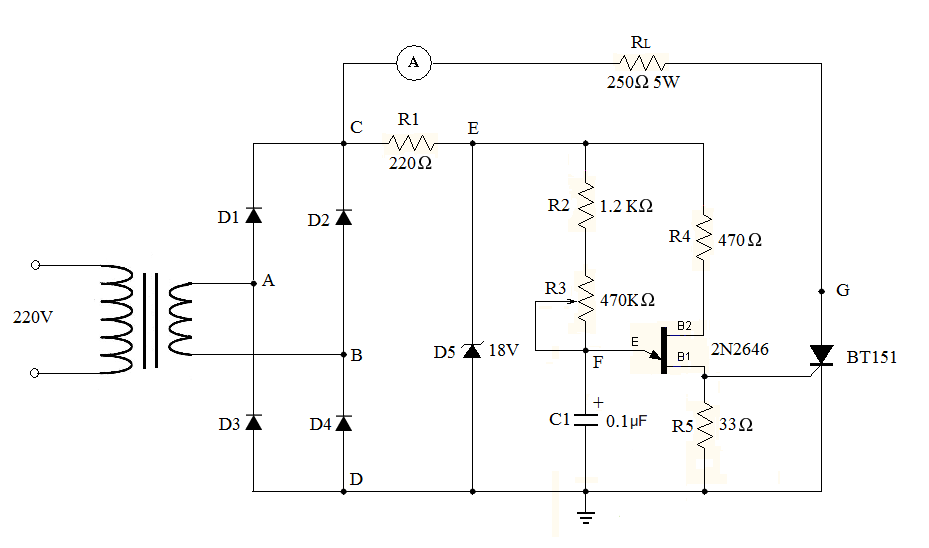 A
RL
250Ω 5W
C
R1
E
220Ω
D1
D2
R2
1.2 KΩ
R4
470 Ω
A
R3
470KΩ
G
220V
B
D5
18V
F
E
B2
B1
2N2646
BT151
D3
D4
C1
+
0.1µF
R5
33Ω
D